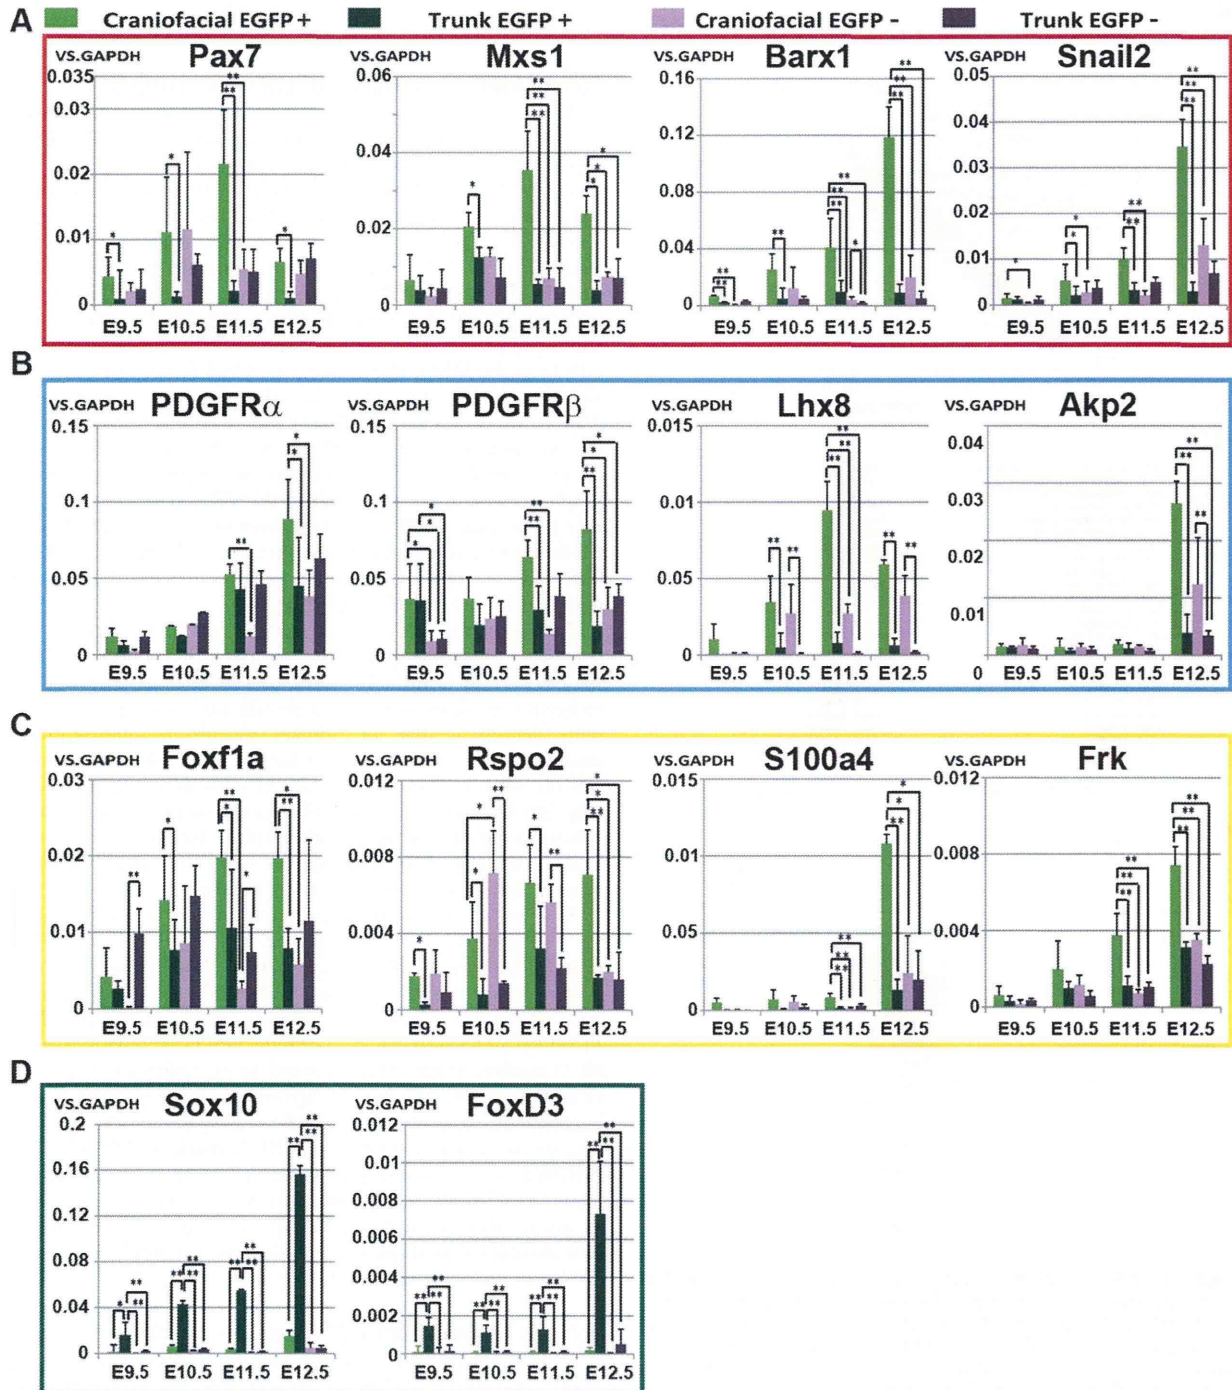 A
Craniofacial EGFP +
Trunk EGFP +
Craniofacial EGFP -
Trunk EGFP -
VS.GAPDH Pax7
0.035
0.03
0.02
0.01
0
** ** * * *
E9.5 E10.5 E11.5 E12.5
VS.GAPDH Mxs1
0.06
0.04
0.02
0
** ** ** * * * *
E9.5 E10.5 E11.5 E12.5
VS.GAPDH Barx1
0.16
0.12
0.08
0.04
0
** ** ** ** ** ** ** ** * ** **
E9.5 E10.5 E11.5 E12.5
VS.GAPDH Snail2
0.05
0.04
0.03
0.02
0.01
0
** ** ** ** ** * * *
E9.5 E10.5 E11.5 E12.5
B
VS.GAPDH PDGFRα
0.15
0.1
0.05
0
* * **
E9.5 E10.5 E11.5 E12.5
VS.GAPDH PDGFRβ
0.15
0.1
0.05
0
* * ** ** ** * * *
E9.5 E10.5 E11.5 E12.5
VS.GAPDH Lhx8
0.015
0.01
0.005
0
** ** ** ** ** ** **
E9.5 E10.5 E11.5 E12.5
VS.GAPDH Akp2
0.04
0.03
0.02
0.01
0
** ** **
E9.5 E10.5 E11.5 E12.5
C
VS.GAPDH Foxf1a
0.03
0.02
0.01
0
** * ** * * ** *
E9.5 E10.5 E11.5 E12.5
VS.GAPDH Rspo2
0.012
0.008
0.004
0
* * * ** * ** * * **
E9.5 E10.5 E11.5 E12.5
VS.GAPDH S100a4
0.015
0.01
0.005
0
* * ** ** ** **
E9.5 E10.5 E11.5 E12.5
VS.GAPDH Frk
0.012
0.008
0.004
0
** ** ** ** ** **
E9.5 E10.5 E11.5 E12.5
D
VS.GAPDH Sox10
0.2
0.16
0.12
0.08
0.04
0
* ** ** ** ** ** ** ** ** ** ** **
E9.5 E10.5 E11.5 E12.5
VS.GAPDH FoxD3
0.012
0.01
0.008
0.006
0.004
0.002
0
** ** ** ** ** ** ** ** ** ** ** **
E9.5 E10.5 E11.5 E12.5